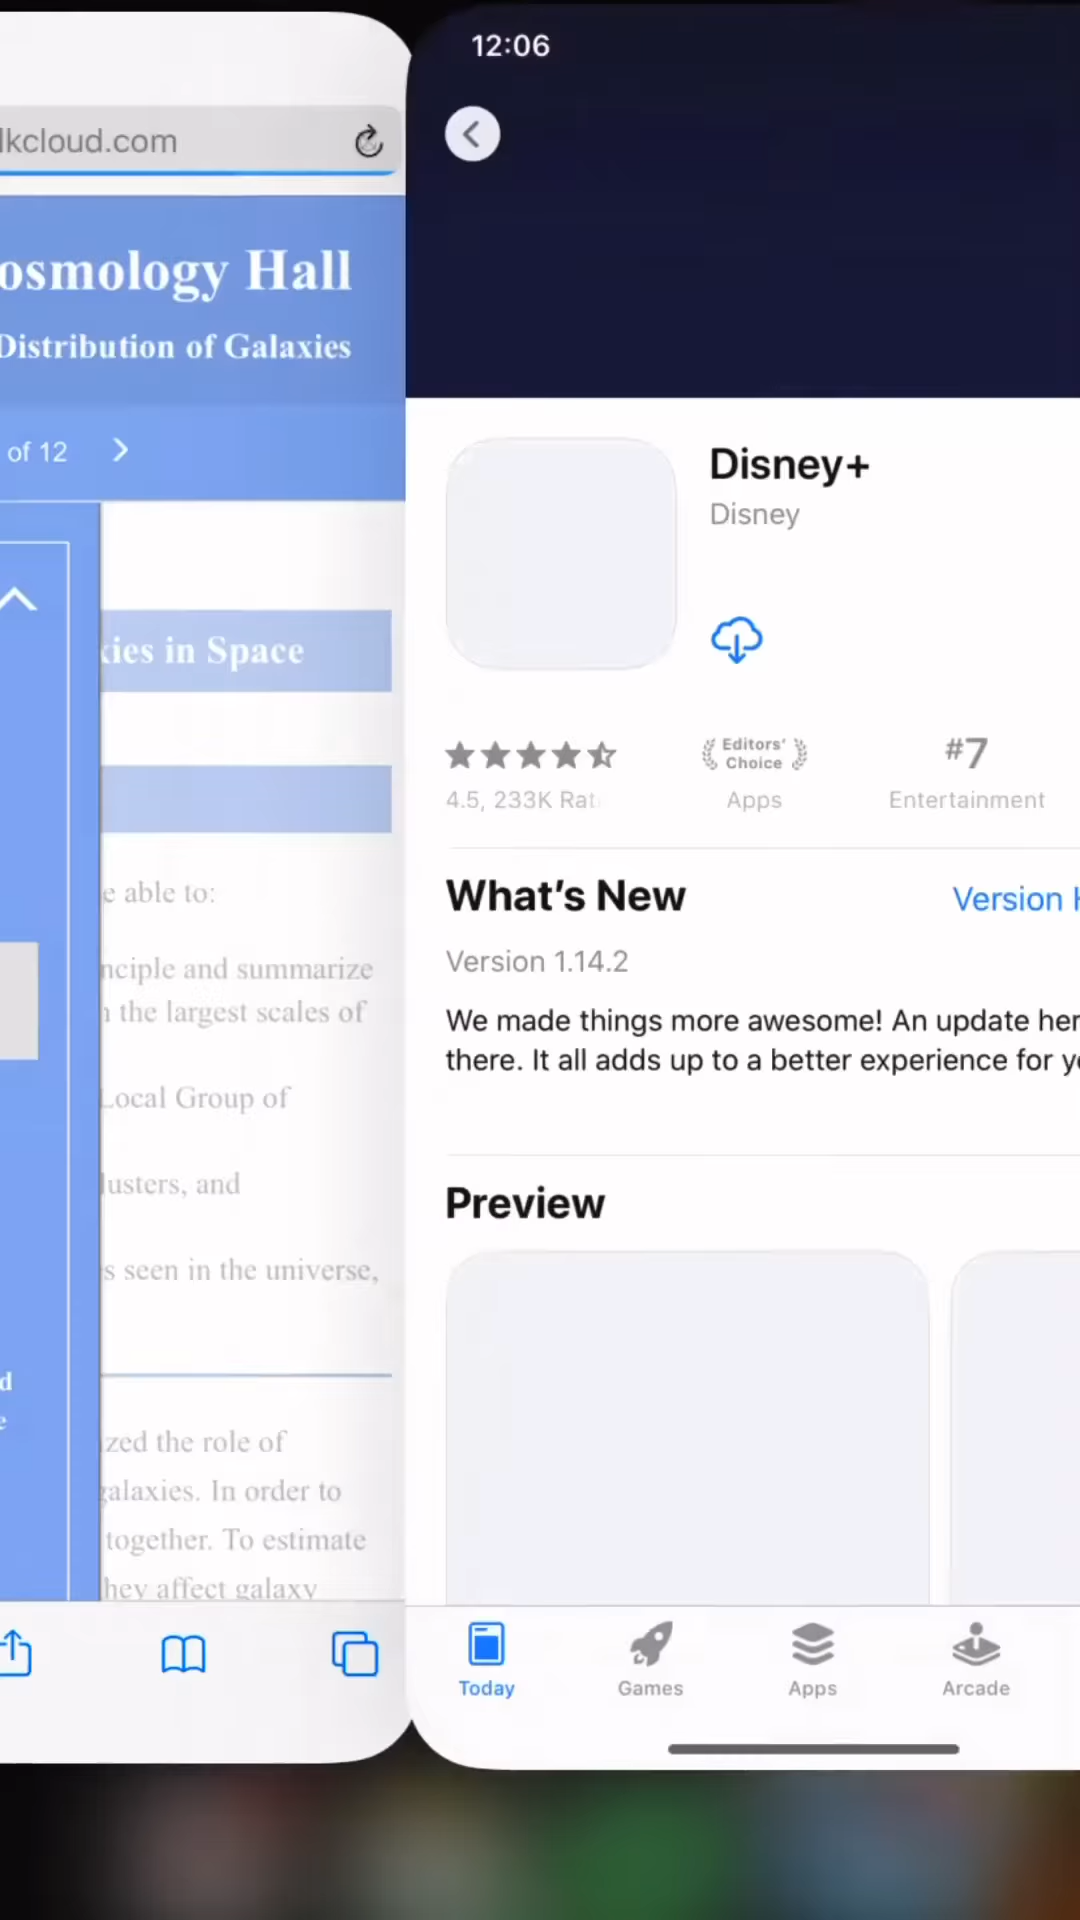 lkcloud.com
osmology Hall
Distribution of Galaxies
of 12
ies in Space
e able to:
nciple and summarize
the largest scales of
Local Group of
lusters, and
s seen in the universe,
d
e
zed the role of
galaxies. In order to
together. To estimate
hey affect galaxy
12:06
Disney+
Disney
4.5, 233K Rat
Editors'
Choice
Apps
#7
Entertainment
What's New
Version H
Version 1.14.2
We made things more awesome! An update her
there. It all adds up to a better experience for y
Preview
Today
Games
Apps
Arcade